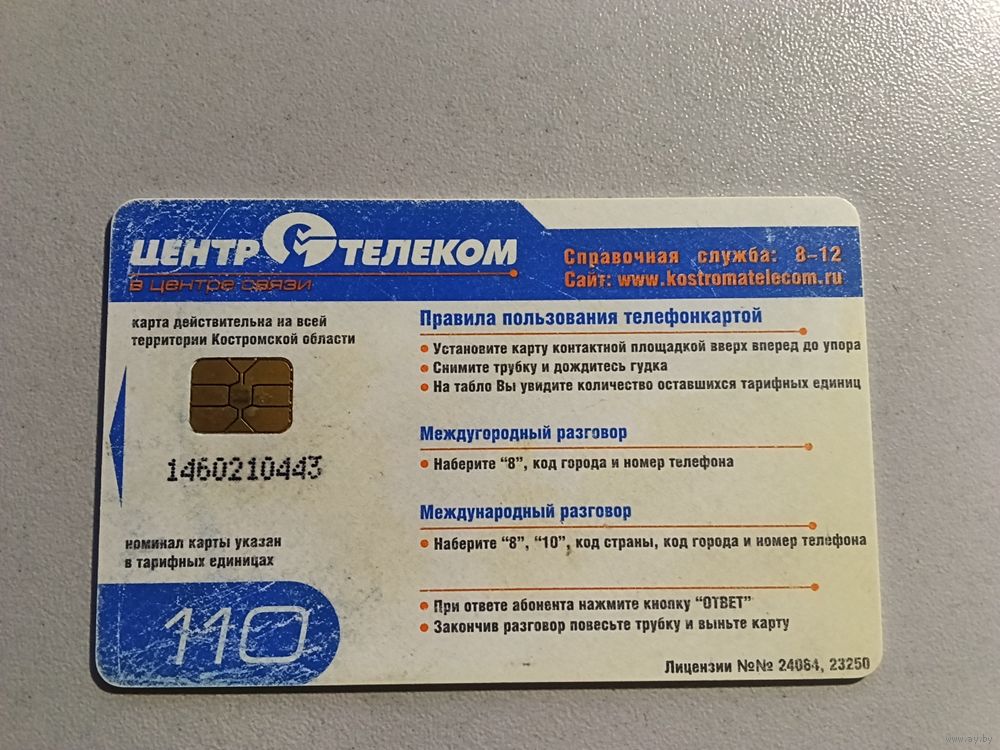 ЦЕНТР ТЕЛЕКОМ
в центре связи
Справочная служба: 8-12
Сайт: www.kostromatelecom.ru
карта действительна на всей
территории Костромской области
1460210443
номинал карты указан
в тарифных единицах
110
Правила пользования телефонкартой
• Установите карту контактной площадкой вверх вперед до упора
• Снимите трубку и дождитесь гудка
• На табло Вы увидите количество оставшихся тарифных единиц
Междугородный разговор
• Наберите “8”, код города и номер телефона
Международный разговор
• Наберите “8”, “10”, код страны, код города и номер телефона
• При ответе абонента нажмите кнопку “ОТВЕТ”
• Закончив разговор повесьте трубку и выньте карту
Лицензии №№ 24064, 23250
www.ay.by